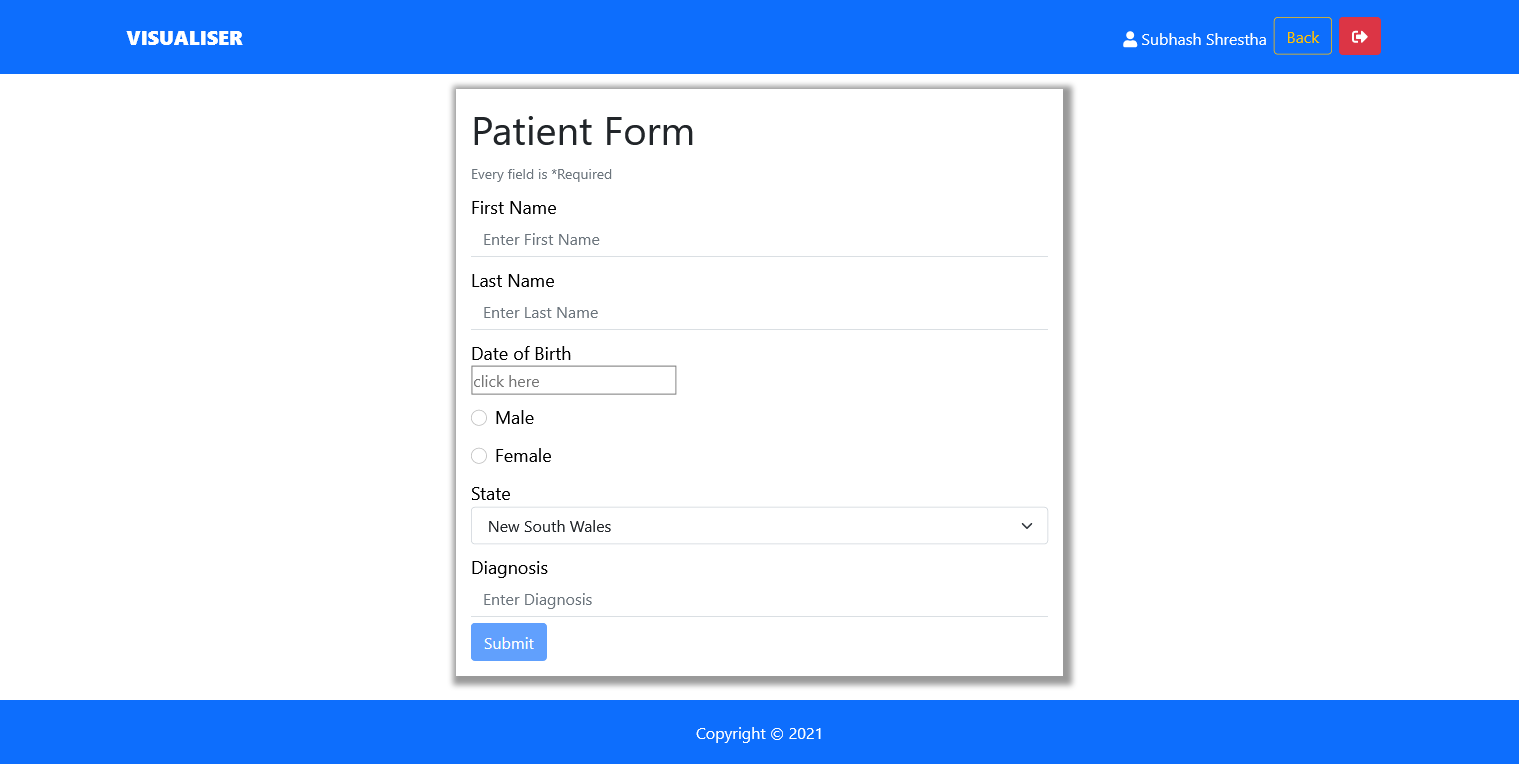 VISUALISER
Subhash Shrestha
Back
Patient Form
Every field is *Required
First Name
Enter First Name
Last Name
Enter Last Name
Date of Birth
click here
Male
Female
State
New South Wales
Diagnosis
Enter Diagnosis
Submit
Copyright © 2021